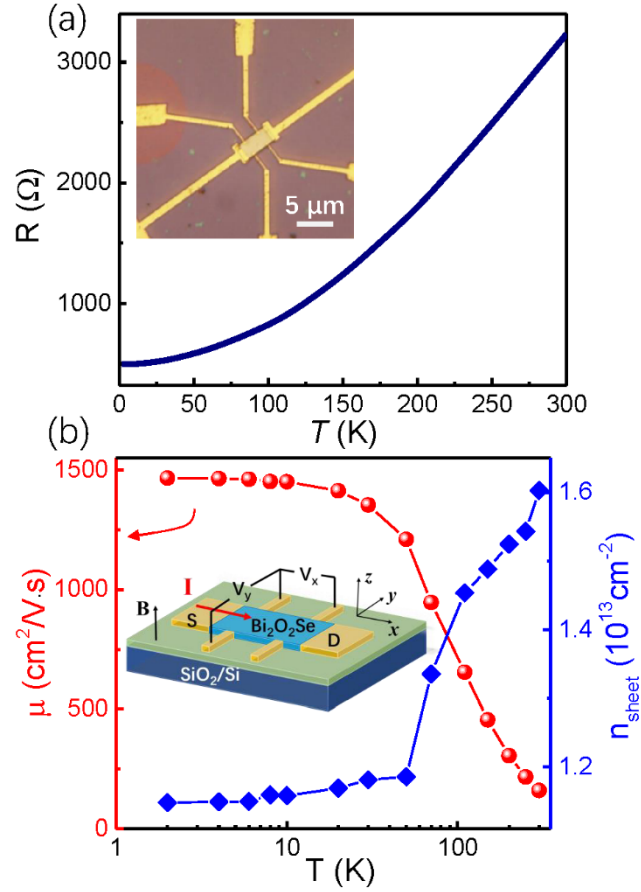 (a)
3000
2000
1000
R (Ω)
5 μm
0 50 100 150 200 250 300
T (K)
(b)
1500
1000
500
0
μ (cm²/V·s)
1.6
1.4
1.2
n_sheet (10¹³cm⁻²)
B
I
V_y
V_x
z
y
x
S
Bi₂O₂Se
D
SiO₂/Si
1 10 100
T (K)